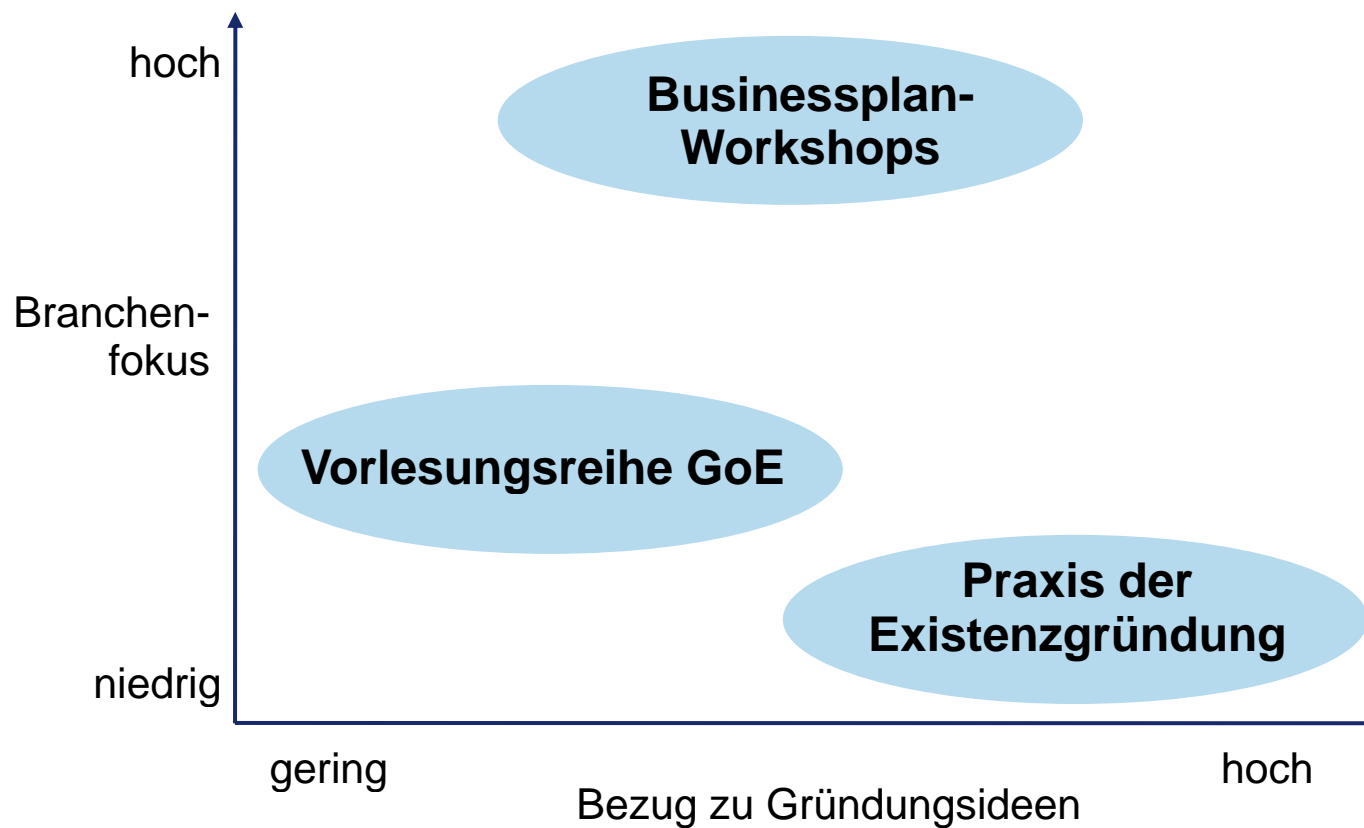 hoch
Businessplan-
Workshops
Branchen-
fokus
Vorlesungsreihe GoE
Praxis der
Existenzgründung
niedrig
gering
hoch
Bezug zu Gründungsideen